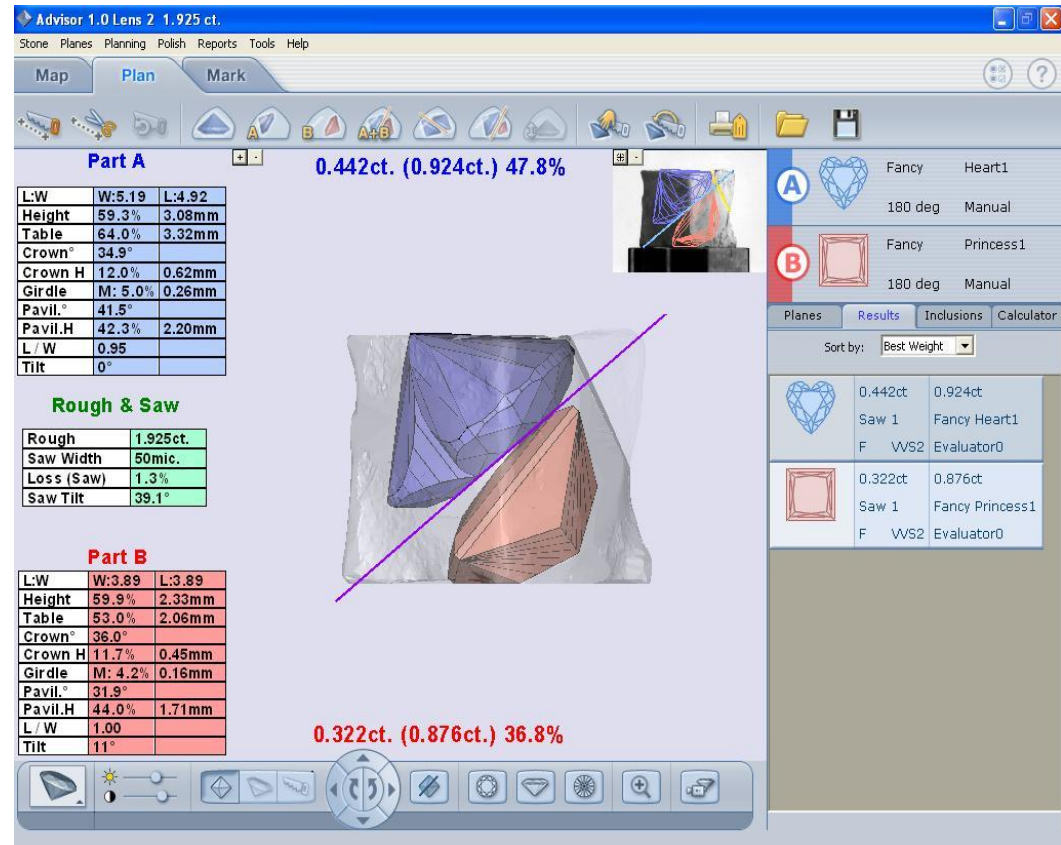 Advisor 1.0 Lens 2 1.925 ct.
Stone Planes Planning Polish Reports Tools Help
Map Plan Mark
A B A+B
Part A
L:W W:5.19 L:4.92
Height 59.3% 3.08mm
Table 64.0% 3.32mm
Crown° 34.9°
Crown H 12.0% 0.62mm
Girdle M: 5.0% 0.26mm
Pavil.° 41.5°
Pavil.H 42.3% 2.20mm
L / W 0.95
Tilt 0°
Rough & Saw
Rough 1.925ct.
Saw Width 50mic.
Loss (Saw) 1.3%
Saw Tilt 39.1°
Part B
L:W W:3.89 L:3.89
Height 59.9% 2.33mm
Table 53.0% 2.06mm
Crown° 36.0°
Crown H 11.7% 0.45mm
Girdle M: 4.2% 0.16mm
Pavil.° 31.9°
Pavil.H 44.0% 1.71mm
L / W 1.00
Tilt 11°
0.442ct. (0.924ct.) 47.8%
0.322ct. (0.876ct.) 36.8%
A Fancy Heart1
180 deg Manual
B Fancy Princess1
180 deg Manual
Planes Results Inclusions Calculator
Sort by: Best Weight
0.442ct 0.924ct
Saw 1 Fancy Heart1
F VVS2 Evaluator0
0.322ct 0.876ct
Saw 1 Fancy Princess1
F VVS2 Evaluator0